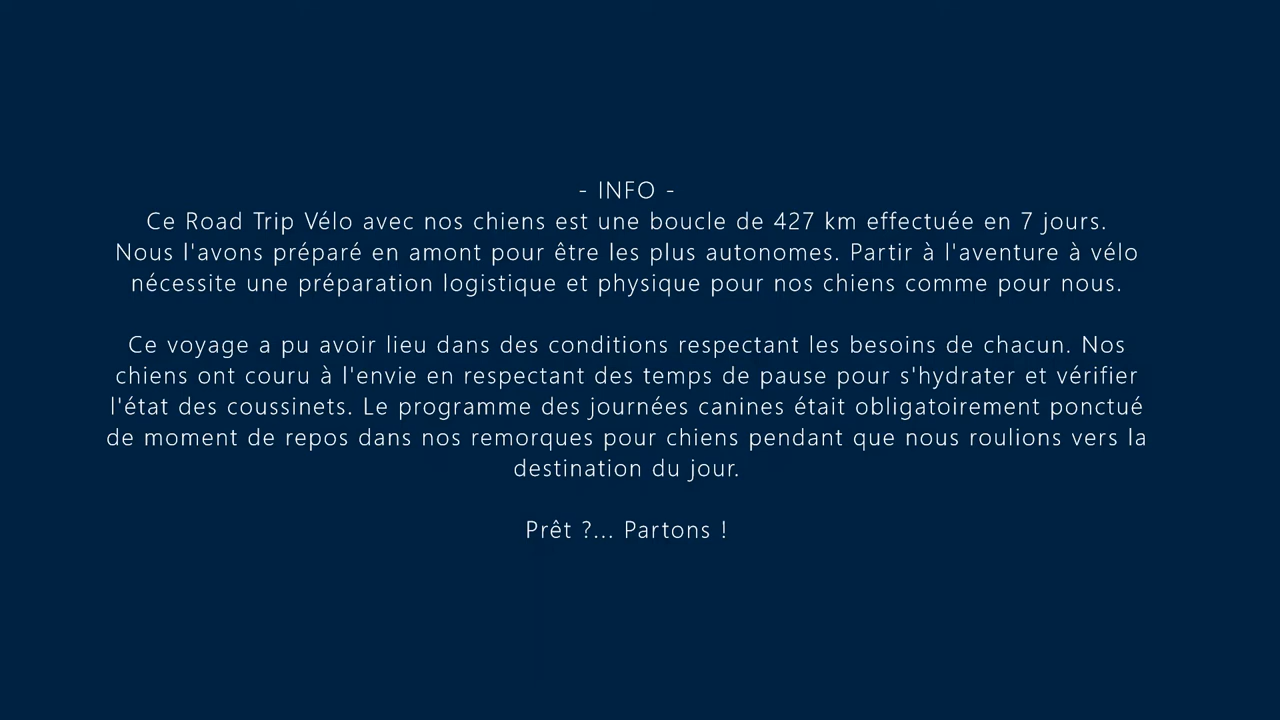 - INFO -
Ce Road Trip Vélo avec nos chiens est une boucle de 427 km effectuée en 7 jours.
Nous l'avons préparé en amont pour être les plus autonomes. Partir à l'aventure à vélo
nécessite une préparation logistique et physique pour nos chiens comme pour nous.
Ce voyage a pu avoir lieu dans des conditions respectant les besoins de chacun. Nos
chiens ont couru à l'envie en respectant des temps de pause pour s'hydrater et vérifier
l'état des coussinets. Le programme des journées canines était obligatoirement ponctué
de moment de repos dans nos remorques pour chiens pendant que nous roulions vers la
destination du jour.
Prêt ?... Partons !